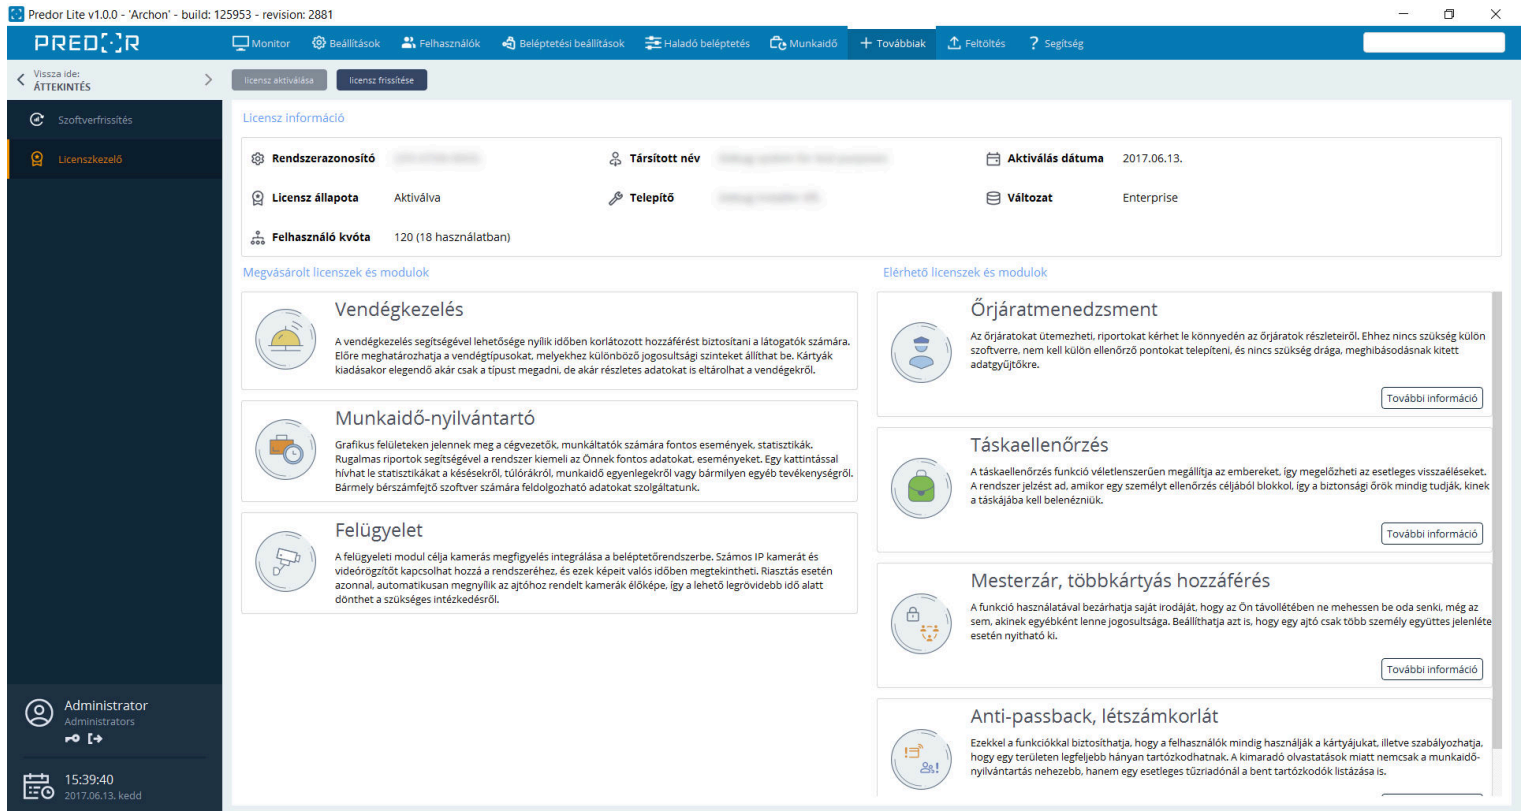 Predor Lite v1.0.0 - 'Archon' - build: 125953 - revision: 2881
PREDOR
Monitor
Beállítások
Felhasználók
Beléptetési beállítások
Haladó beléptetés
Munkaidő
Továbbiak
Feltöltés
Segítség
Vissza ide:
ÁTTEKINTÉS
licensz aktiválása
licensz frissítése
Szoftverfrissítés
Licenszkezelő
Licensz információ
Rendszerazonosító
Társított név
Aktiválás dátuma 2017.06.13.
Licensz állapota Aktiválva
Telepítő
Változat Enterprise
Felhasználó kvóta 120 (18 használatban)
Megvásárolt licenszek és modulok
Vendégkezelés
A vendégkezelés segítségével lehetősége nyílik időben korlátozott hozzáférést biztosítani a látogatók számára.
Előre meghatározhatja a vendégtípusokat, melyekhez különböző jogosultsági szinteket állíthat be. Kártyák
kiadásakor elegendő akár csak a típust megadni, de akár részletes adatokat is eltárolhat a vendégekről.
Munkaidő-nyilvántartó
Grafikus felületeken jelennek meg a cégvezetők, munkáltatók számára fontos események, statisztikák.
Rugalmas riportok segítségével a rendszer kiemeli az Önnek fontos adatokat, eseményeket. Egy kattintással
hívhat le statisztikákat a késésekről, túlórákról, munkaidő egyenlegekről vagy bármilyen egyéb tevékenységről.
Bármely bérszámfejtő szoftver számára feldolgozható adatokat szolgáltatunk.
Felügyelet
A felügyeleti modul célja kamerás megfigyelés integrálása a beléptetőrendszerbe. Számos IP kamerát és
videórögzítőt kapcsolhat hozzá a rendszeréhez, és ezek képeit valós időben megtekintheti. Riasztás esetén
azonnal, automatikusan megnyílik az ajtóhoz rendelt kamerák élőképe, így a lehető legrövidebb idő alatt
dönthet a szükséges intézkedésről.
Elérhető licenszek és modulok
Őrjáratmenedzsment
Az őrjáratokat ütemezheti, riportokat kérhet le könnyedén az őrjáratok részleteiről. Ehhez nincs szükség külön
szoftverre, nem kell külön ellenőrző pontokat telepíteni, és nincs szükség drága, meghibásodásnak kitett
adatgyűjtőkre.
További információ
Táskaellenőrzés
A táskaellenőrzés funkció véletlenszerűen megállítja az embereket, így megelőzheti az esetleges visszaéléseket.
A rendszer jelzést ad, amikor egy személyt ellenőrzés céljából blokkol, így a biztonsági őrök mindig tudják, kinek
a táskájába kell belenézniük.
További információ
Mesterzár, többkártyás hozzáférés
A funkció használatával bezárhatja saját irodáját, hogy az Ön távollétében ne mehessen be oda senki, még az
sem, akinek egyébként lenne jogosultsága. Beállíthatja azt is, hogy egy ajtó csak több személy együttes jelenléte
esetén nyitható ki.
További információ
Anti-passback, létszámkorlát
Ezekkel a funkciókkal biztosíthatja, hogy a felhasználók mindig használják a kártyájukat, illetve szabályozhatja,
hogy egy területen legfeljebb hányan tartózkodhatnak. A kimaradó olvastatások miatt nemcsak a munkaidő-
nyilvántartás nehezebb, hanem egy esetleges tűzriadónál a bent tartózkodók listázása is.
Administrator
Administrators
15:39:40
2017.06.13. kedd